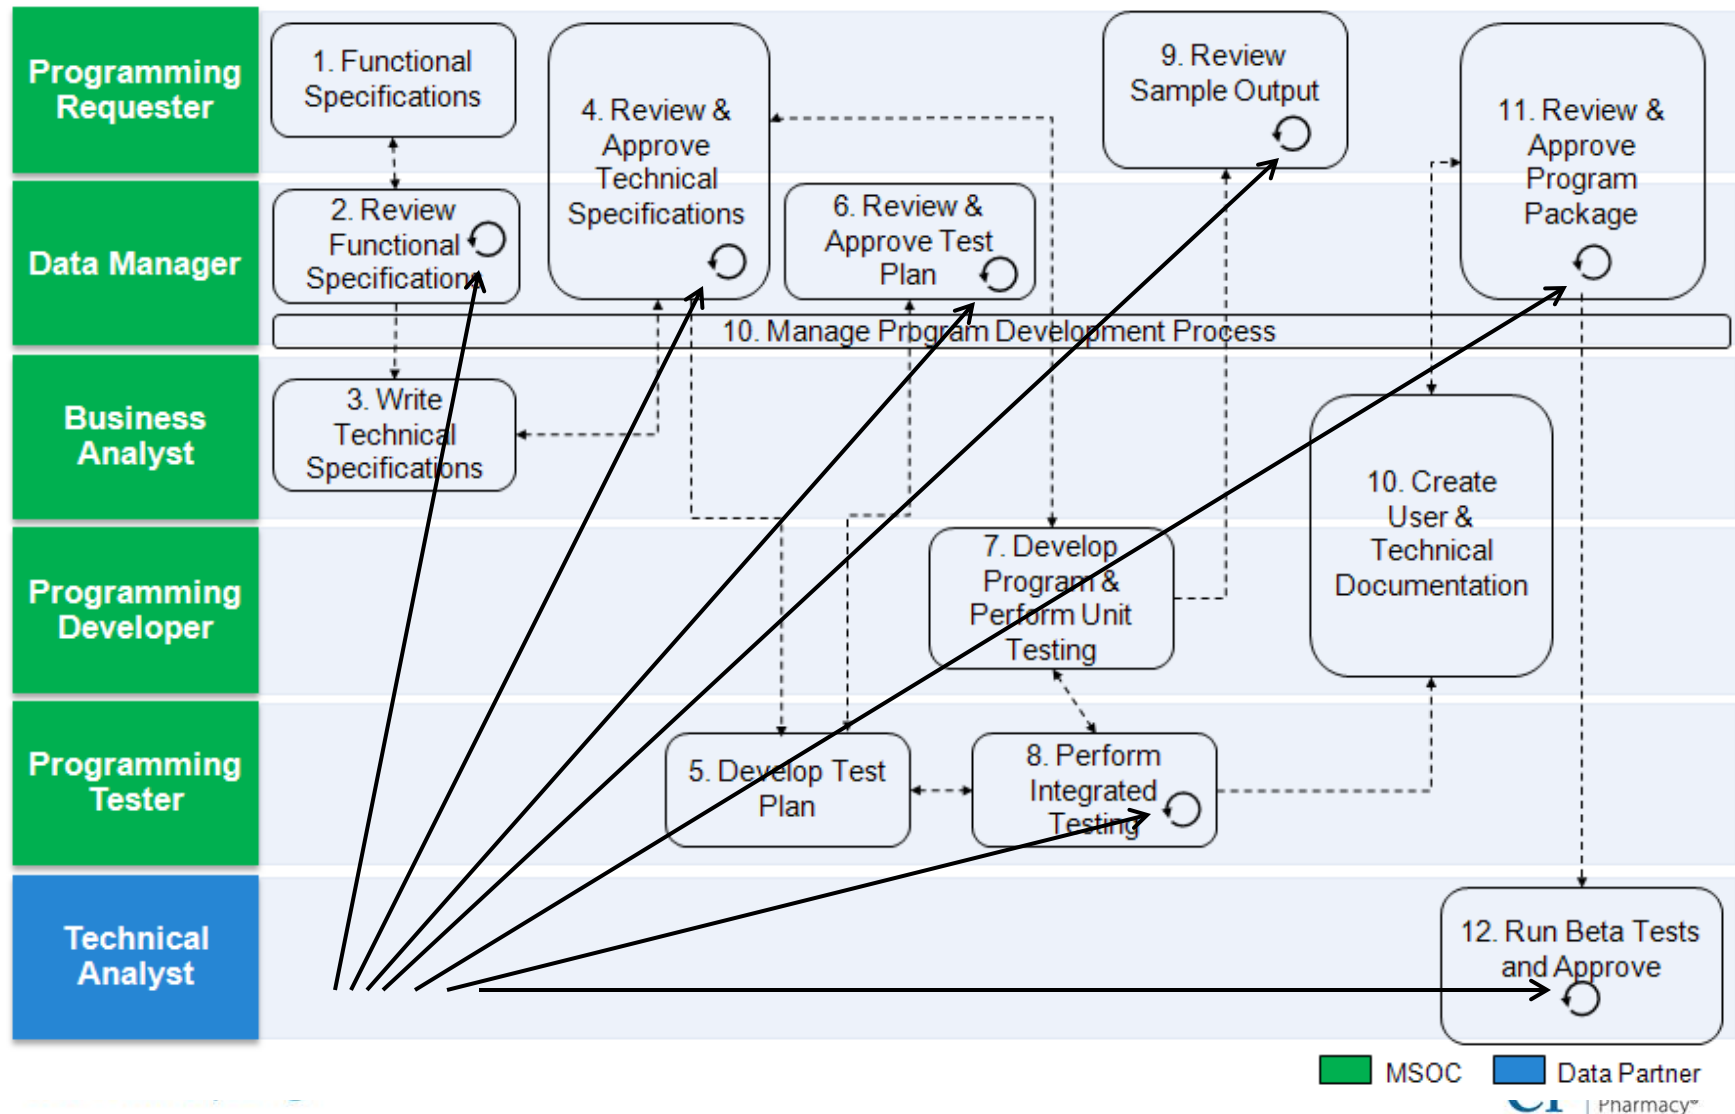 Programming
Requester
1. Functional
Specifications
4. Review &
Approve
Technical
Specifications
9. Review
Sample Output
11. Review &
Approve
Program
Package
Data Manager
2. Review
Functional
Specifications
6. Review &
Approve Test
Plan
10. Manage Program Development Process
Business
Analyst
3. Write
Technical
Specifications
10. Create
User &
Technical
Documentation
Programming
Developer
7. Develop
Program &
Perform Unit
Testing
Programming
Tester
5. Develop Test
Plan
8. Perform
Integrated
Testing
Technical
Analyst
12. Run Beta Tests
and Approve
MSOC
Data Partner
Pharmacy®